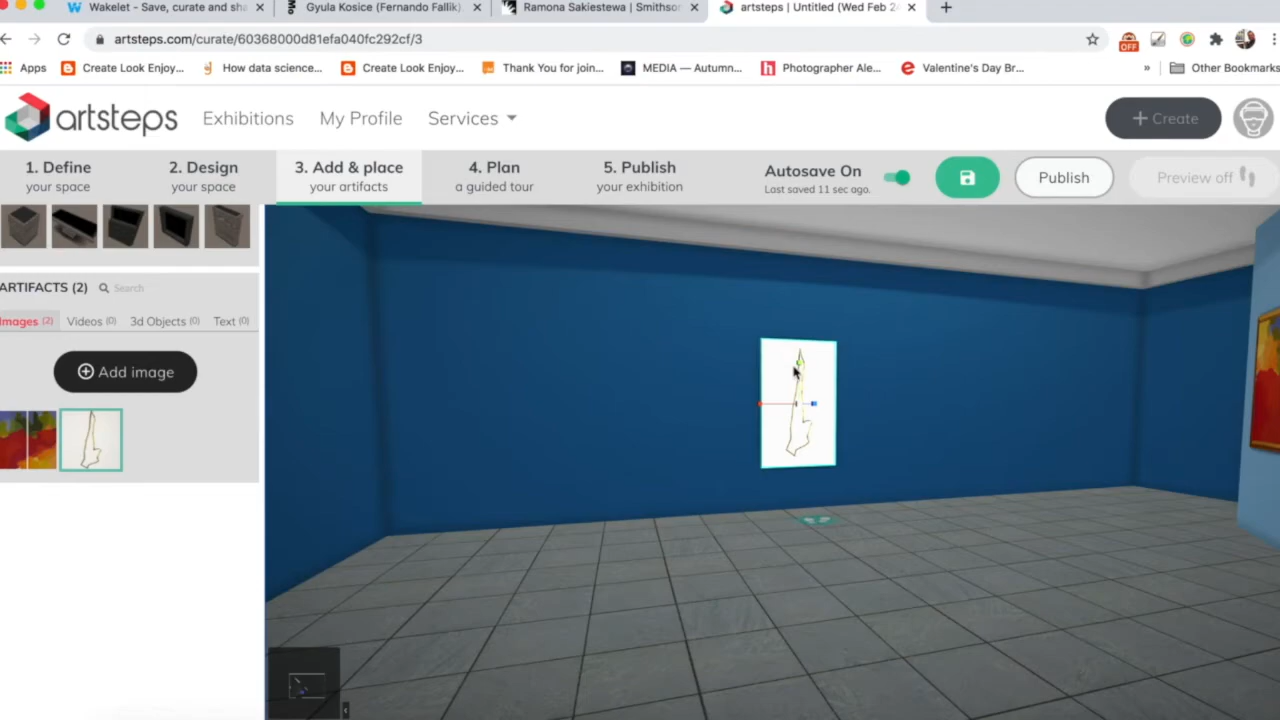 Wakelet - Save, curate and sha
Gyula Kosice (Fernando Fallik)
Ramona Sakiestewa | Smithson
artsteps | Untitled (Wed Feb 24
artsteps.com/curate/60368000d81efa040fc292cf/3
OFF
Apps
Create Look Enjoy...
How data science...
Create Look Enjoy...
Thank You for join...
MEDIA — Autumn...
Photographer Ale...
Valentine's Day Br...
»
Other Bookmarks
artsteps
Exhibitions
My Profile
Services
+ Create
1. Define
your space
2. Design
your space
3. Add & place
your artifacts
4. Plan
a guided tour
5. Publish
your exhibition
Autosave On
Last saved 11 sec ago.
Publish
Preview off
ARTIFACTS (2)
Search
Images (2)
Videos (0)
3d Objects (0)
Text (0)
Add image